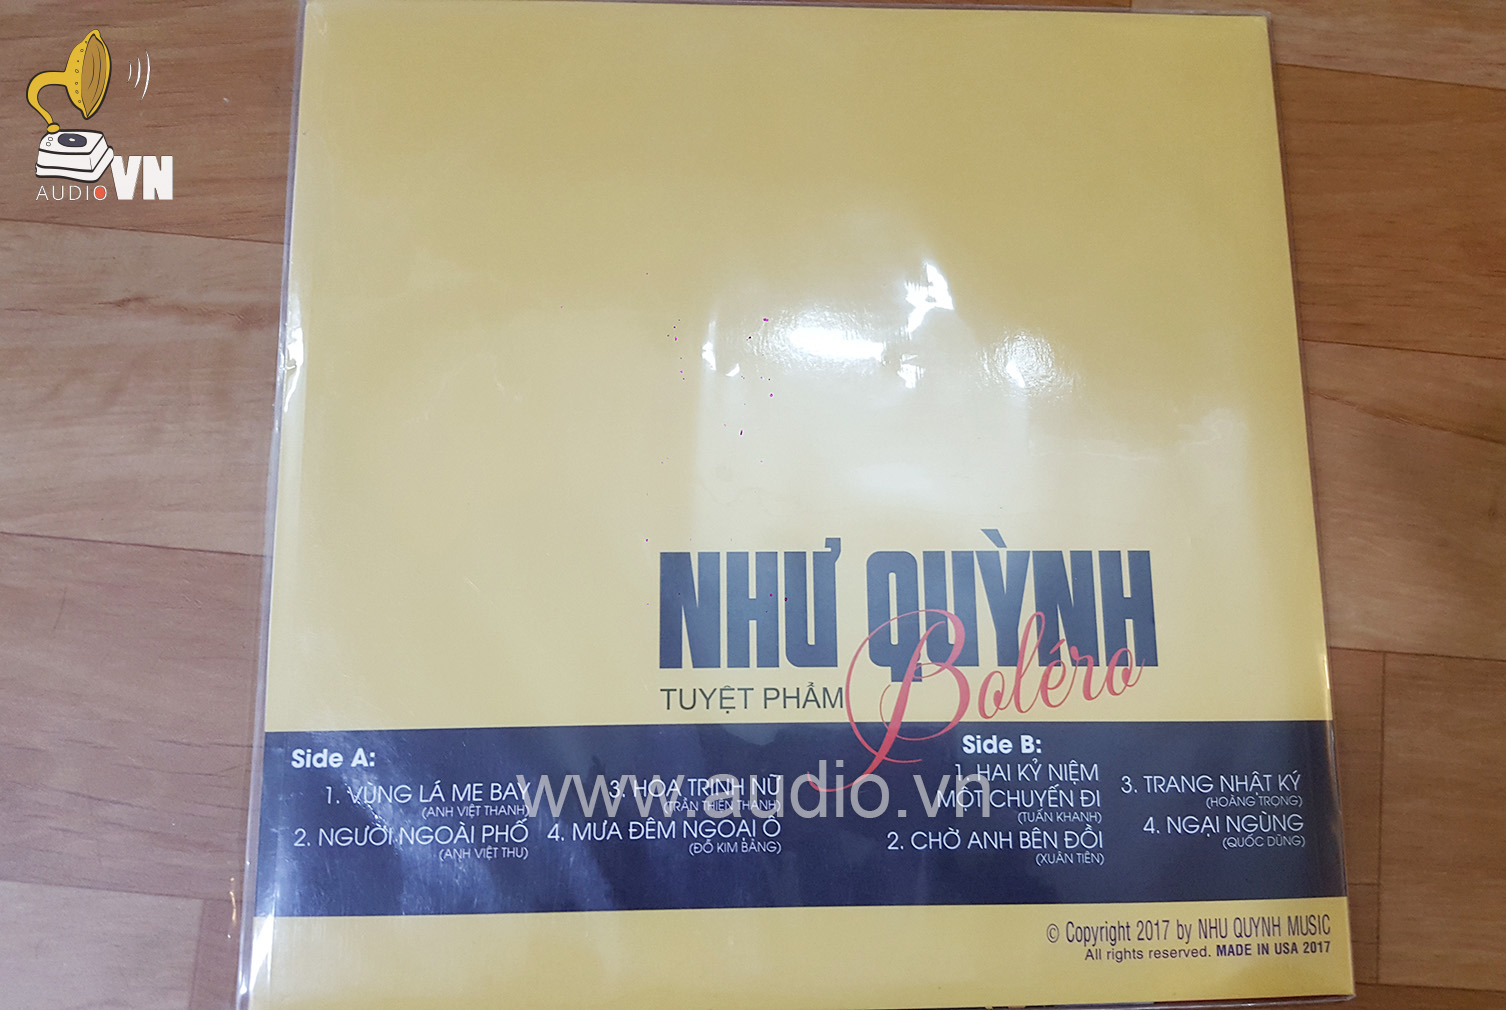 AUDIO VN
NHƯ QUỲNH
TUYỆT PHẨM Boléro
Side A:
1. VÙNG LÁ ME BAY
(ANH VIỆT THANH)
2. NGƯỜI NGOÀI PHỐ
(ANH VIỆT THU)
3. HOA TRINH NỮ
(TRẦN THIỆN THANH)
4. MƯA ĐÊM NGOẠI Ô
(ĐỖ KIM BẢNG)
Side B:
1. HAI KỶ NIỆM
MỘT CHUYẾN ĐI
(TUẤN KHANH)
2. CHỜ ANH BÊN ĐỒI
(XUÂN TIÊN)
3. TRANG NHẬT KÝ
(HOÀNG TRỌNG)
4. NGẠI NGÙNG
(QUỐC DŨNG)
www.audio.vn
© Copyright 2017 by NHU QUYNH MUSIC
All rights reserved. MADE IN USA 2017